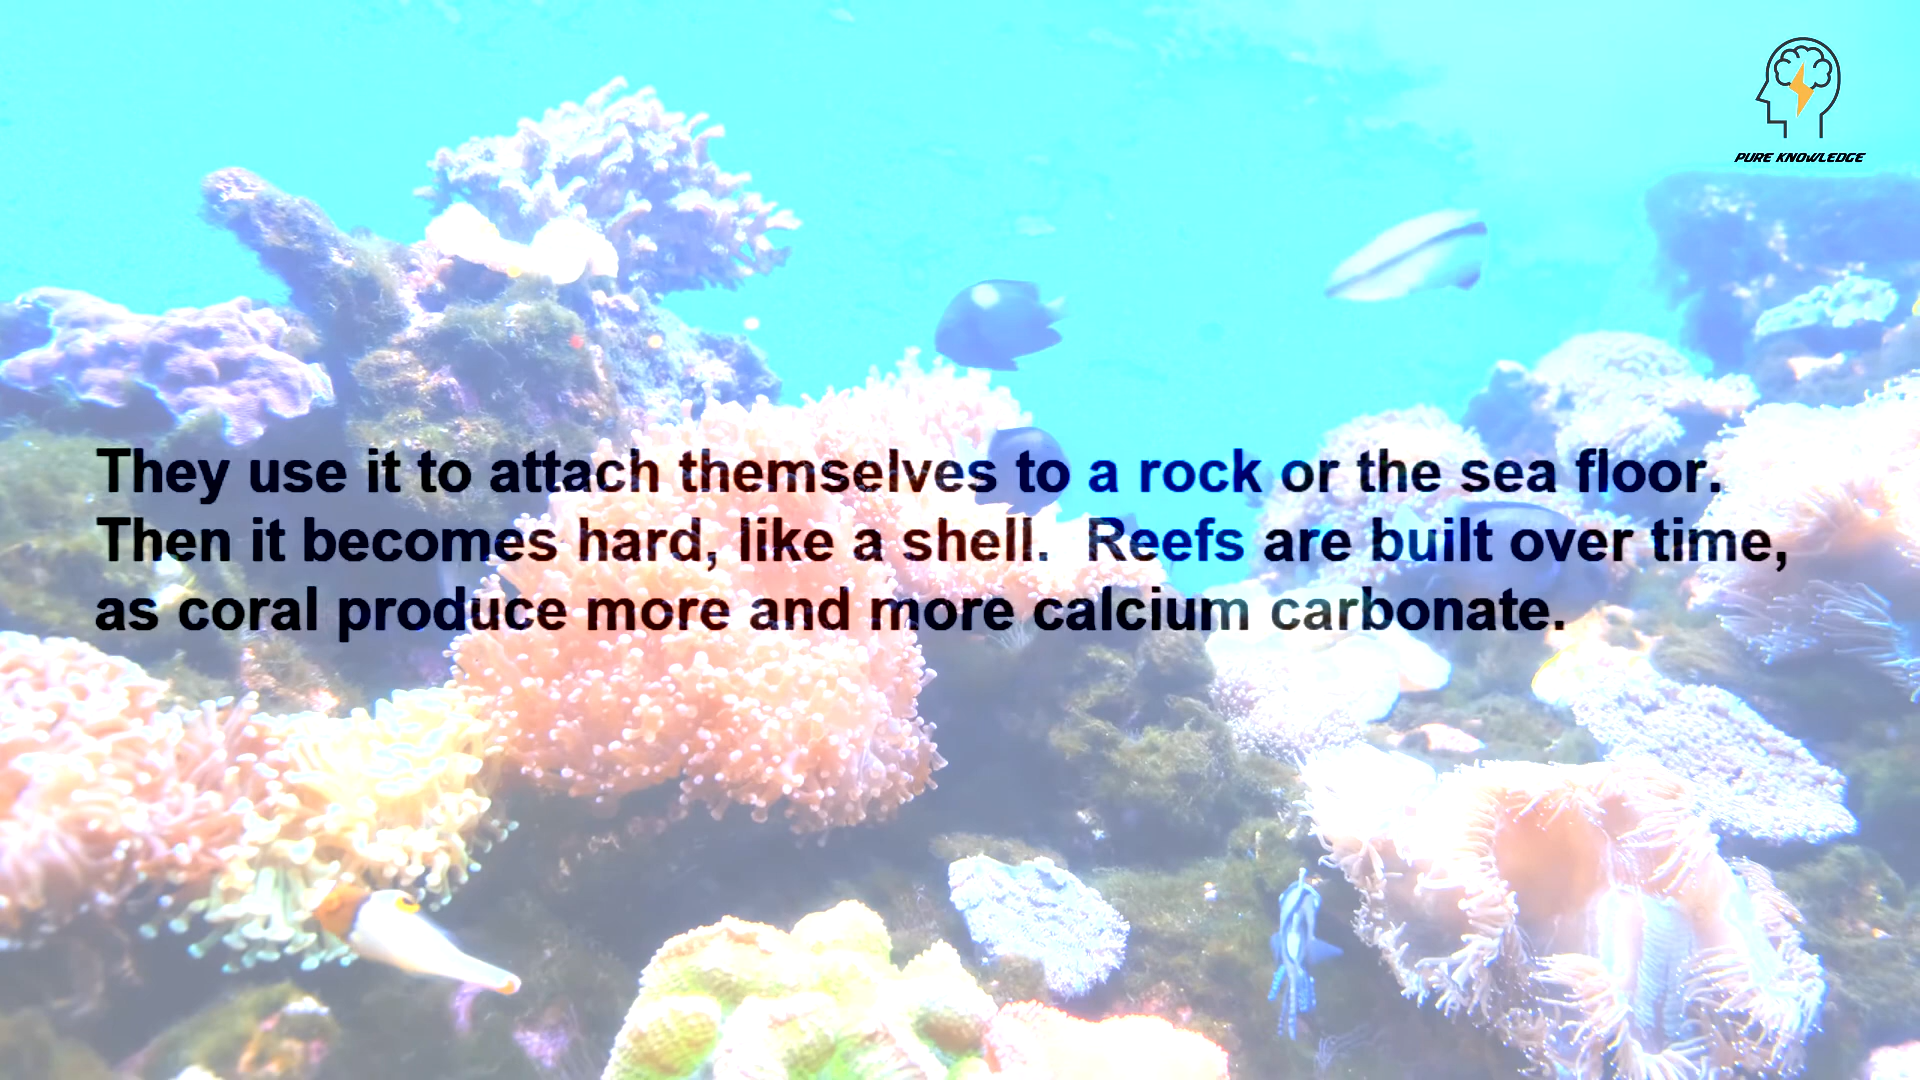 PURE KNOWLEDGE
They use it to attach themselves to a rock or the sea floor.
Then it becomes hard, like a shell.  Reefs are built over time,
as coral produce more and more calcium carbonate.